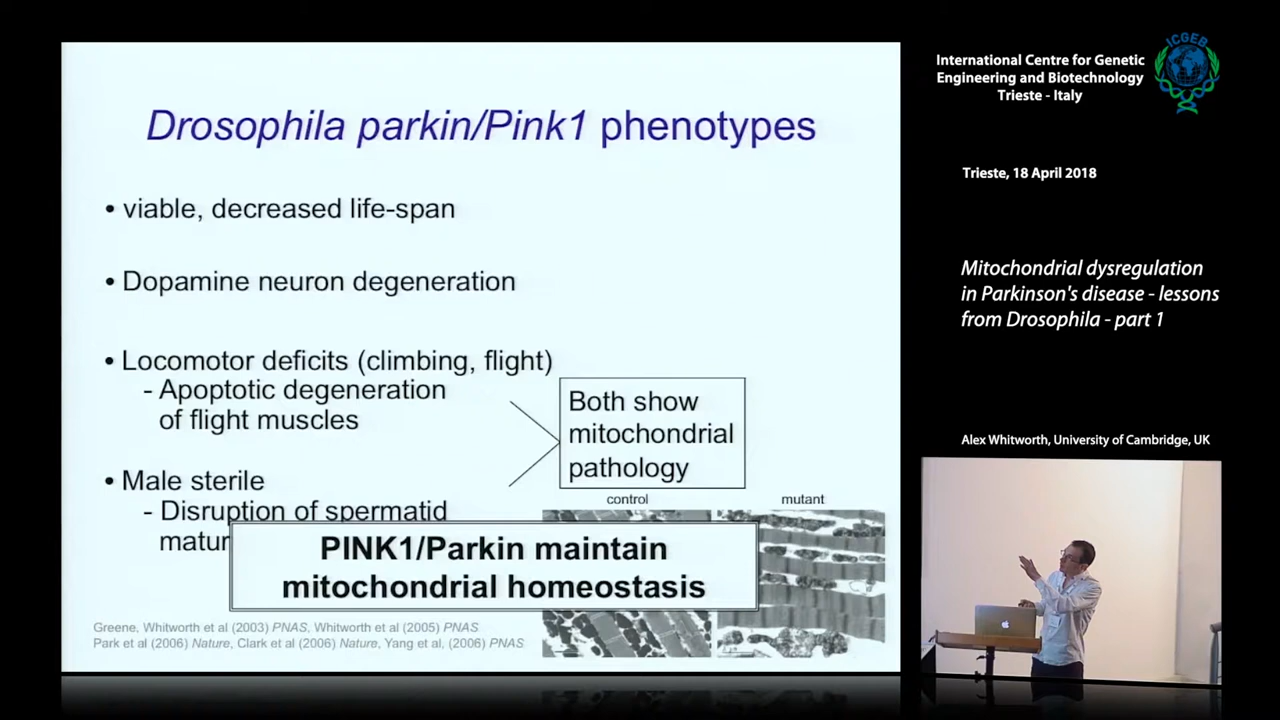 Drosophila parkin/Pink1 phenotypes
• viable, decreased life-span
• Dopamine neuron degeneration
• Locomotor deficits (climbing, flight)
- Apoptotic degeneration
of flight muscles
Both show
mitochondrial
pathology
• Male sterile
- Disruption of spermatid
matur
control
mutant
PINK1/Parkin maintain
mitochondrial homeostasis
Greene, Whitworth et al (2003) PNAS, Whitworth et al (2005) PNAS
Park et al (2006) Nature, Clark et al (2006) Nature, Yang et al, (2006) PNAS
International Centre for Genetic
Engineering and Biotechnology
Trieste - Italy
ICGEB
Trieste, 18 April 2018
Mitochondrial dysregulation
in Parkinson's disease - lessons
from Drosophila - part 1
Alex Whitworth, University of Cambridge, UK